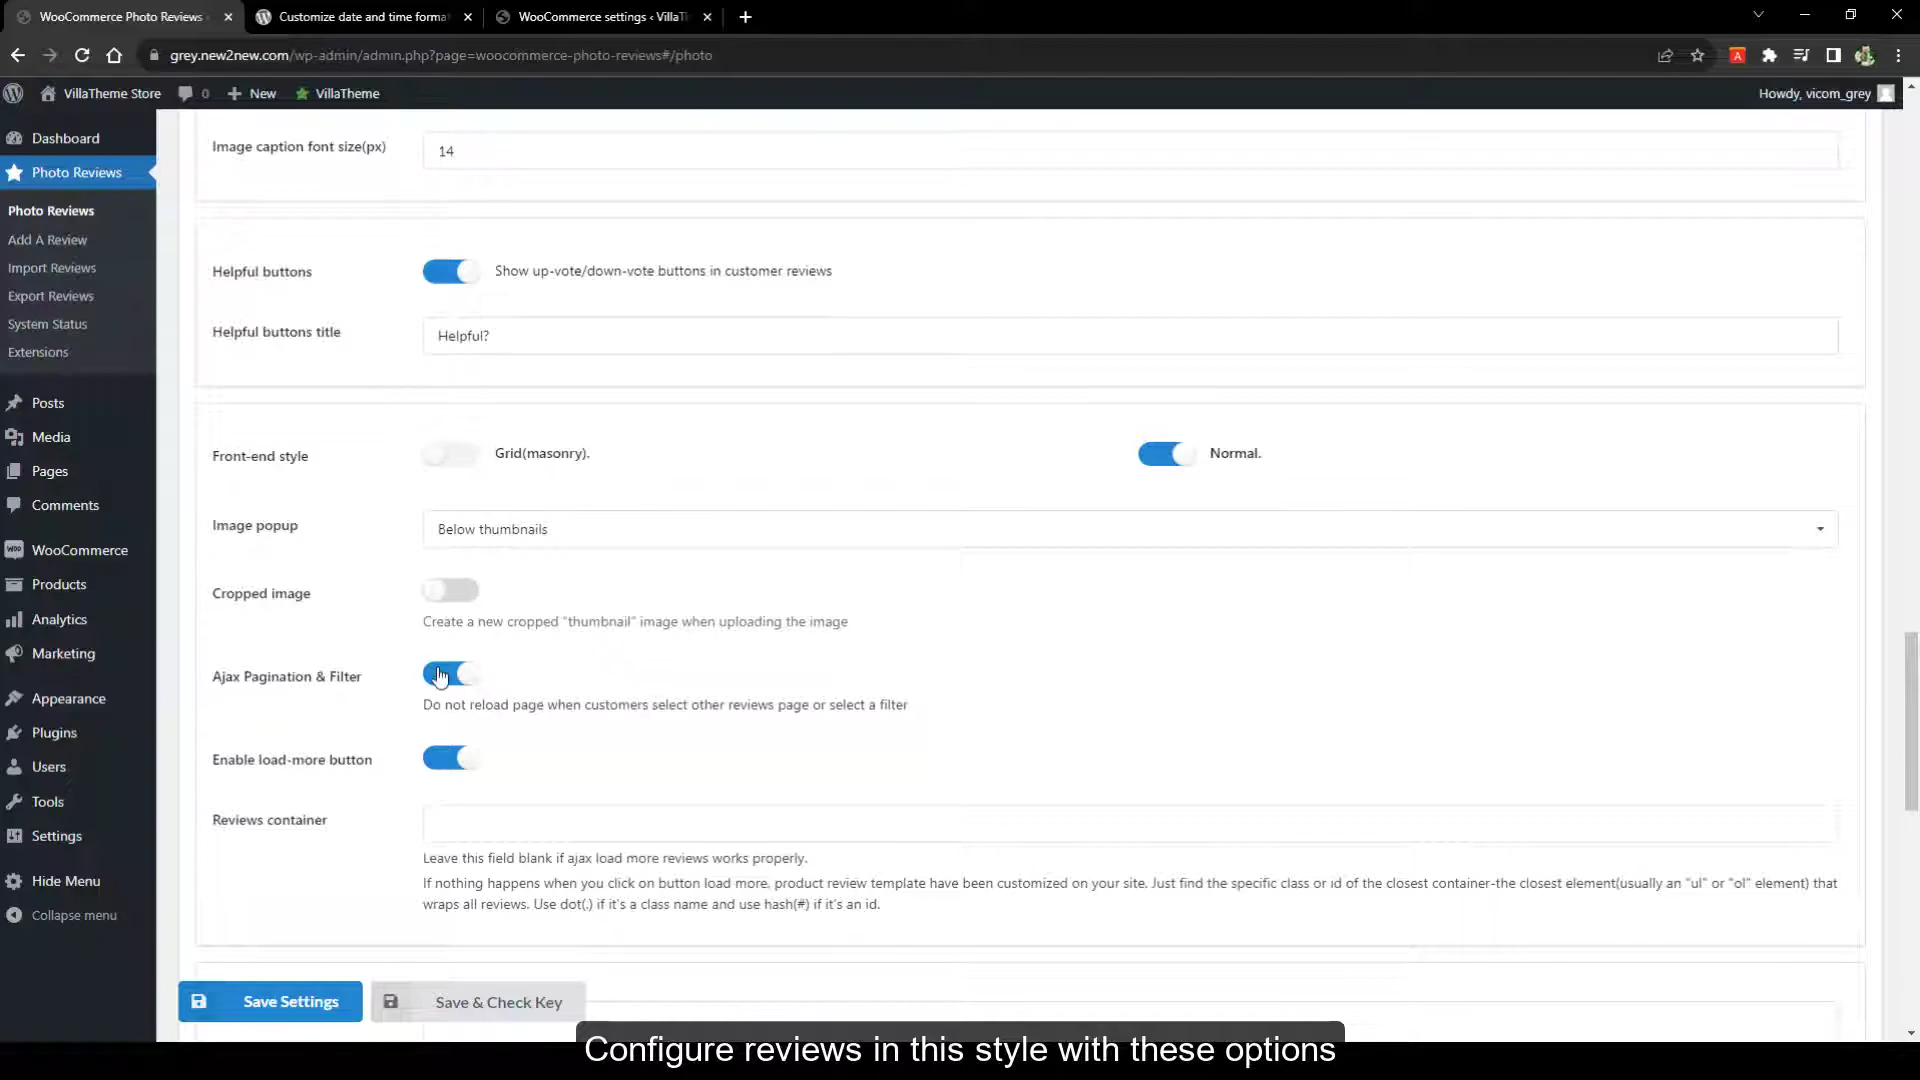 WooCommerce Photo Reviews
Customize date and time forma
WooCommerce settings ‹ VillaT
grey.new2new.com/wp-admin/admin.php?page=woocommerce-photo-reviews#/photo
VillaTheme Store
0
New
VillaTheme
Howdy, vicom_grey
Dashboard
Photo Reviews
Photo Reviews
Add A Review
Import Reviews
Export Reviews
System Status
Extensions
Posts
Media
Pages
Comments
WooCommerce
Products
Analytics
Marketing
Appearance
Plugins
Users
Tools
Settings
Hide Menu
Collapse menu
Image caption font size(px)
14
Helpful buttons
Show up-vote/down-vote buttons in customer reviews
Helpful buttons title
Helpful?
Front-end style
Grid(masonry).
Normal.
Image popup
Below thumbnails
Cropped image
Create a new cropped "thumbnail" image when uploading the image
Ajax Pagination & Filter
Do not reload page when customers select other reviews page or select a filter
Enable load-more button
Reviews container
Leave this field blank if ajax load more reviews works properly.
If nothing happens when you click on button load more, product review template have been customized on your site. Just find the specific class or id of the closest container-the closest element(usually an "ul" or "ol" element) that
wraps all reviews. Use dot(.) if it's a class name and use hash(#) if it's an id.
Save Settings
Save & Check Key
Configure reviews in this style with these options